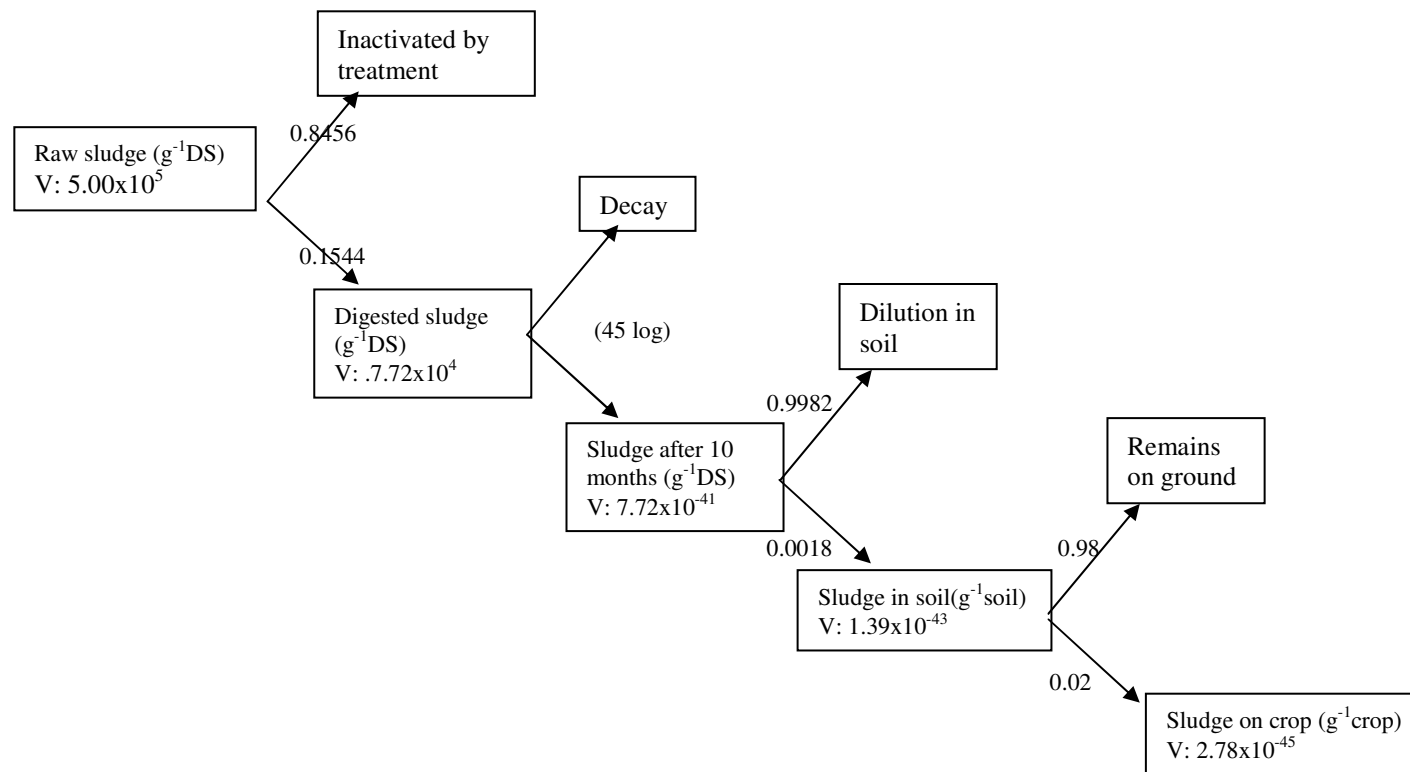 Inactivated by
treatment
0.8456
Raw sludge (g⁻¹DS)
V: 5.00x10⁵
0.1544
Decay
Digested sludge
(g⁻¹DS)
V: .7.72x10⁴
(45 log)
Dilution in
soil
0.9982
Sludge after 10
months (g⁻¹DS)
V: 7.72x10⁻⁴¹
0.0018
Remains
on ground
0.98
Sludge in soil(g⁻¹soil)
V: 1.39x10⁻⁴³
0.02
Sludge on crop (g⁻¹crop)
V: 2.78x10⁻⁴⁵